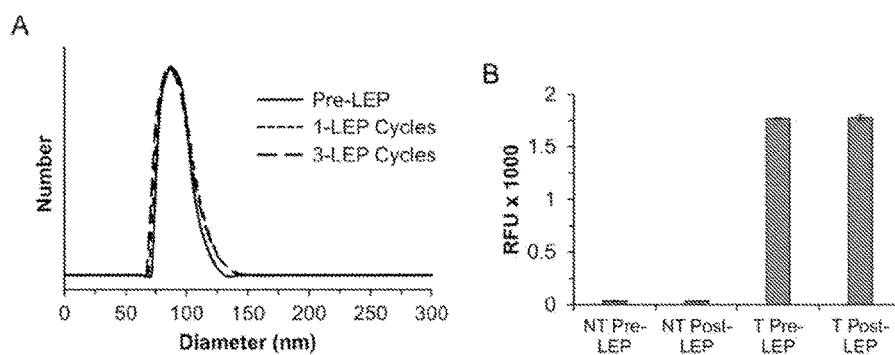 A
Number
Pre-LEP
1-LEP Cycles
3-LEP Cycles
0 50 100 150 200 250 300
Diameter (nm)
B
RFU x 1000
2
1.5
1
0.5
0
NT Pre-LEP
NT Post-LEP
T Pre-LEP
T Post-LEP